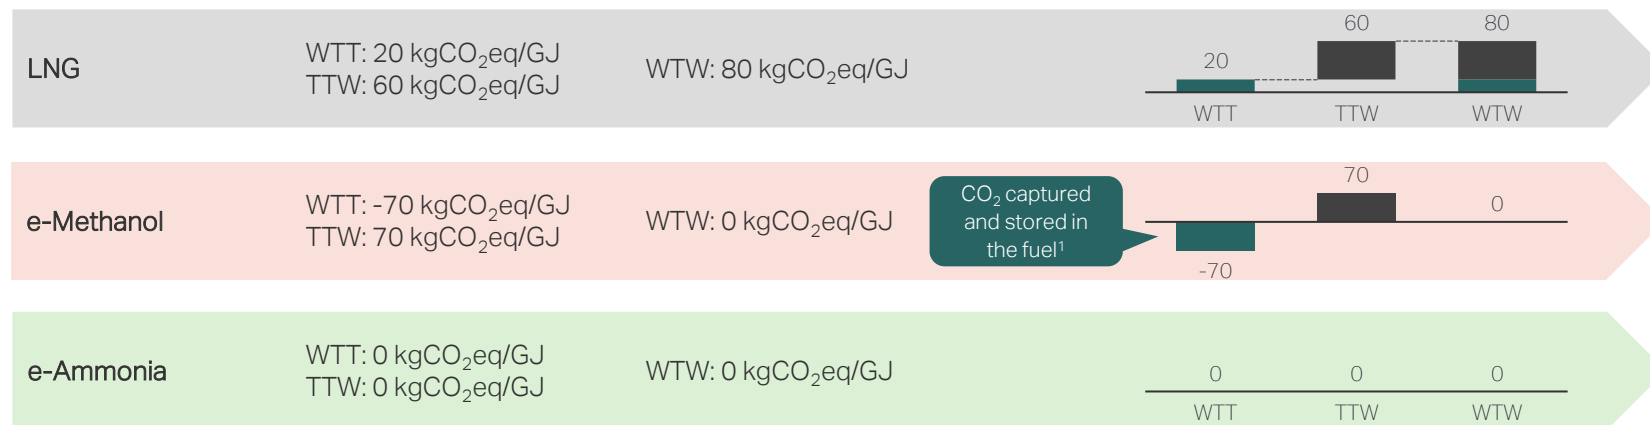 LNG
WTT: 20 kgCO₂eq/GJ
TTW: 60 kgCO₂eq/GJ
WTW: 80 kgCO₂eq/GJ
20
60
80
WTT
TTW
WTW
e-Methanol
WTT: -70 kgCO₂eq/GJ
TTW: 70 kgCO₂eq/GJ
WTW: 0 kgCO₂eq/GJ
CO₂ captured
and stored in
the fuel¹
-70
70
0
e-Ammonia
WTT: 0 kgCO₂eq/GJ
TTW: 0 kgCO₂eq/GJ
WTW: 0 kgCO₂eq/GJ
0
0
0
WTT
TTW
WTW